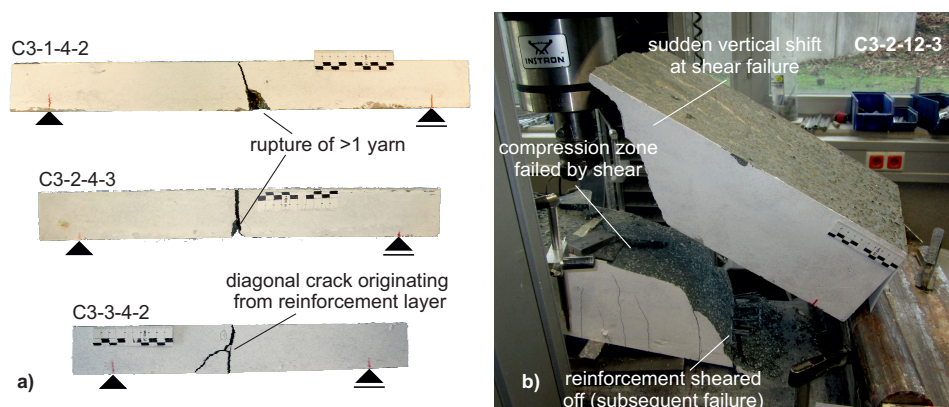 C3-1-4-2
rupture of >1 yarn
C3-2-4-3
diagonal crack originating
from reinforcement layer
C3-3-4-2
a)
INSTRON
sudden vertical shift
at shear failure
C3-2-12-3
compression zone
failed by shear
b)
reinforcement sheared
off (subsequent failure)